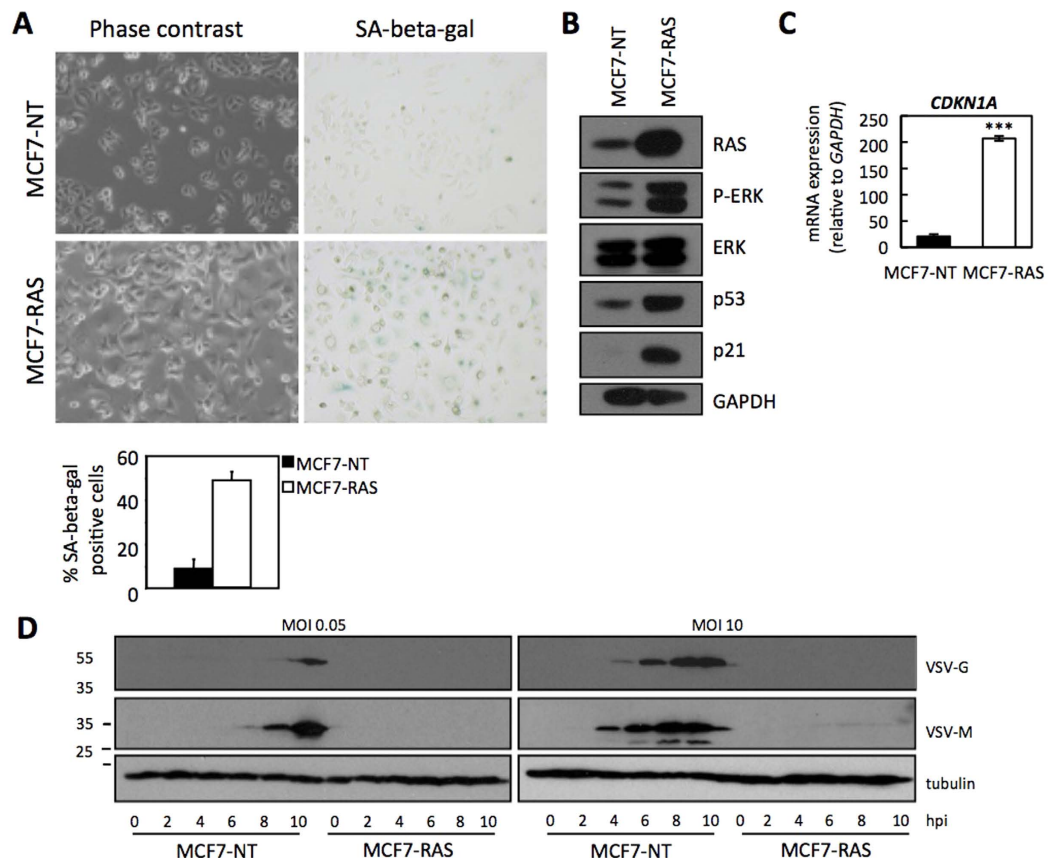 A
Phase contrast
SA-beta-gal
MCF7-NT
MCF7-RAS
60
40
20
0
% SA-beta-gal
positive cells
MCF7-NT
MCF7-RAS
B
MCF7-NT
MCF7-RAS
RAS
P-ERK
ERK
p53
p21
GAPDH
C
CDKN1A
***
250
200
150
100
50
0
mRNA expression
(relative to GAPDH)
MCF7-NT MCF7-RAS
D
MOI 0.05
MOI 10
55
35
VSV-G
35
25
VSV-M
tubulin
0 2 4 6 8 10 0 2 4 6 8 10
0 2 4 6 8 10 0 2 4 6 8 10 hpi
MCF7-NT MCF7-RAS
MCF7-NT MCF7-RAS